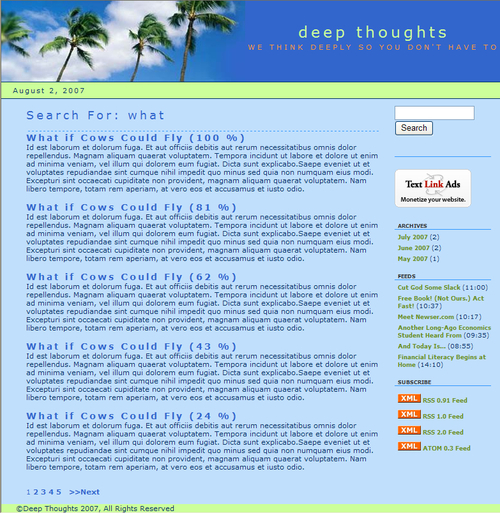 deep thoughts
WE THINK DEEPLY SO YOU DON'T HAVE TO
August 2, 2007
Search For: what
What if Cows Could Fly (100 %)
Id est laborum et dolorum fuga. Et aut officiis debitis aut rerum necessitatibus omnis dolor
repellendus. Magnam aliquam quaerat voluptatem. Tempora incidunt ut labore et dolore ut enim
ad minima veniam, vel illum qui dolorem eum fugiat. Dicta sunt explicabo.Saepe eveniet ut et
voluptates repudiandae sint cumque nihil impedit quo minus sed quia non numquam eius modi.
Excepturi sint occaecati cupiditate non provident, magnam aliquam quaerat voluptatem. Nam
libero tempore, totam rem aperiam, at vero eos et accusamus et iusto odio.
What if Cows Could Fly (81 %)
Id est laborum et dolorum fuga. Et aut officiis debitis aut rerum necessitatibus omnis dolor
repellendus. Magnam aliquam quaerat voluptatem. Tempora incidunt ut labore et dolore ut enim
ad minima veniam, vel illum qui dolorem eum fugiat. Dicta sunt explicabo.Saepe eveniet ut et
voluptates repudiandae sint cumque nihil impedit quo minus sed quia non numquam eius modi.
Excepturi sint occaecati cupiditate non provident, magnam aliquam quaerat voluptatem. Nam
libero tempore, totam rem aperiam, at vero eos et accusamus et iusto odio.
What if Cows Could Fly (62 %)
Id est laborum et dolorum fuga. Et aut officiis debitis aut rerum necessitatibus omnis dolor
repellendus. Magnam aliquam quaerat voluptatem. Tempora incidunt ut labore et dolore ut enim
ad minima veniam, vel illum qui dolorem eum fugiat. Dicta sunt explicabo.Saepe eveniet ut et
voluptates repudiandae sint cumque nihil impedit quo minus sed quia non numquam eius modi.
Excepturi sint occaecati cupiditate non provident, magnam aliquam quaerat voluptatem. Nam
libero tempore, totam rem aperiam, at vero eos et accusamus et iusto odio.
What if Cows Could Fly (43 %)
Id est laborum et dolorum fuga. Et aut officiis debitis aut rerum necessitatibus omnis dolor
repellendus. Magnam aliquam quaerat voluptatem. Tempora incidunt ut labore et dolore ut enim
ad minima veniam, vel illum qui dolorem eum fugiat. Dicta sunt explicabo.Saepe eveniet ut et
voluptates repudiandae sint cumque nihil impedit quo minus sed quia non numquam eius modi.
Excepturi sint occaecati cupiditate non provident, magnam aliquam quaerat voluptatem. Nam
libero tempore, totam rem aperiam, at vero eos et accusamus et iusto odio.
What if Cows Could Fly (24 %)
Id est laborum et dolorum fuga. Et aut officiis debitis aut rerum necessitatibus omnis dolor
repellendus. Magnam aliquam quaerat voluptatem. Tempora incidunt ut labore et dolore ut enim
ad minima veniam, vel illum qui dolorem eum fugiat. Dicta sunt explicabo.Saepe eveniet ut et
voluptates repudiandae sint cumque nihil impedit quo minus sed quia non numquam eius modi.
Excepturi sint occaecati cupiditate non provident, magnam aliquam quaerat voluptatem. Nam
libero tempore, totam rem aperiam, at vero eos et accusamus et iusto odio.
1 2 3 4 5 >>Next
Search
Text Link Ads
Monetize your website.
ARCHIVES
July 2007 (2)
June 2007 (2)
May 2007 (1)
FEEDS
Cut God Some Slack (11:00)
Free Book! (Not Ours.) Act
Fast! (10:37)
Meet Newser.com (10:17)
Another Long-Ago Economics
Student Heard From (09:35)
And Today Is... (08:55)
Financial Literacy Begins at
Home (14:10)
SUBSCRIBE
XML RSS 0.91 Feed
XML RSS 1.0 Feed
XML RSS 2.0 Feed
XML ATOM 0.3 Feed
©Deep Thoughts 2007, All Rights Reserved